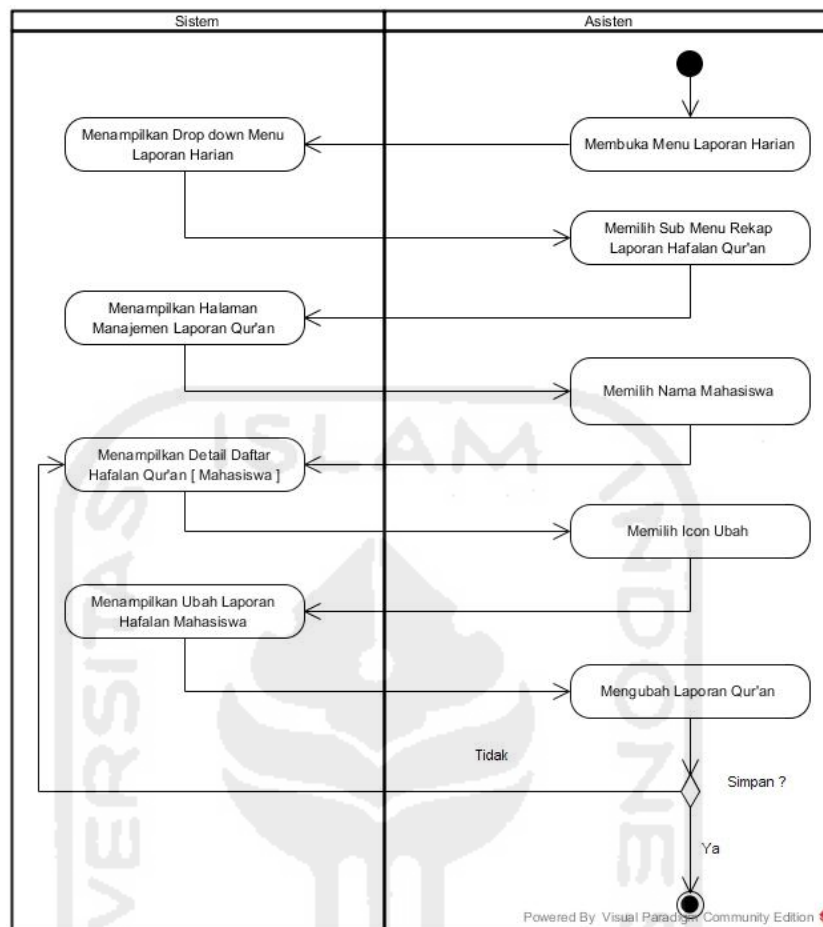 Sistem
Asisten
Membuka Menu Laporan Harian
Menampilkan Drop down Menu
Laporan Harian
Memilih Sub Menu Rekap
Laporan Hafalan Qur'an
Menampilkan Halaman
Manajemen Laporan Qur'an
Memilih Nama Mahasiswa
Menampilkan Detail Daftar
Hafalan Qur'an [ Mahasiswa ]
Memilih Icon Ubah
Menampilkan Ubah Laporan
Hafalan Mahasiswa
Mengubah Laporan Qur'an
Tidak
Simpan ?
Ya
Powered By Visual Paradigm Community Edition
ISLAM